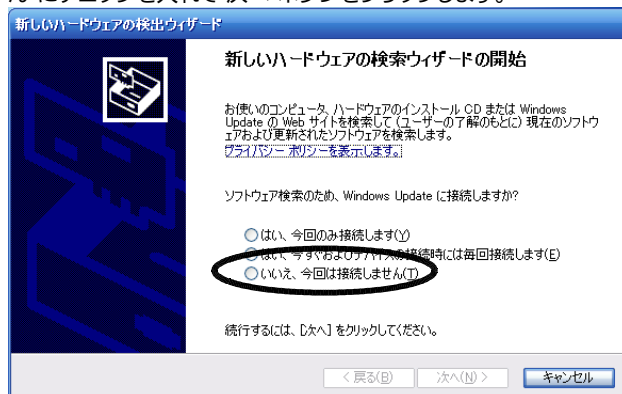 新しいハードウェアの検出ウィザード
新しいハードウェアの検索ウィザードの開始
お使いのコンピュータ、ハードウェアのインストール CD または Windows
Update の Web サイトを検索して (ユーザーの了解のもとに) 現在のソフトウ
ェアおよび更新されたソフトウェアを検索します。
プライバシー ポリシーを表示します。
ソフトウェア検索のため、Windows Update に接続しますか?
はい、今回のみ接続します(Y)
はい、今すぐおよびデバイスの接続時には毎回接続します(E)
いいえ、今回は接続しません(T)
続行するには、[次へ] をクリックしてください。
< 戻る(B) 次へ(N) > キャンセル